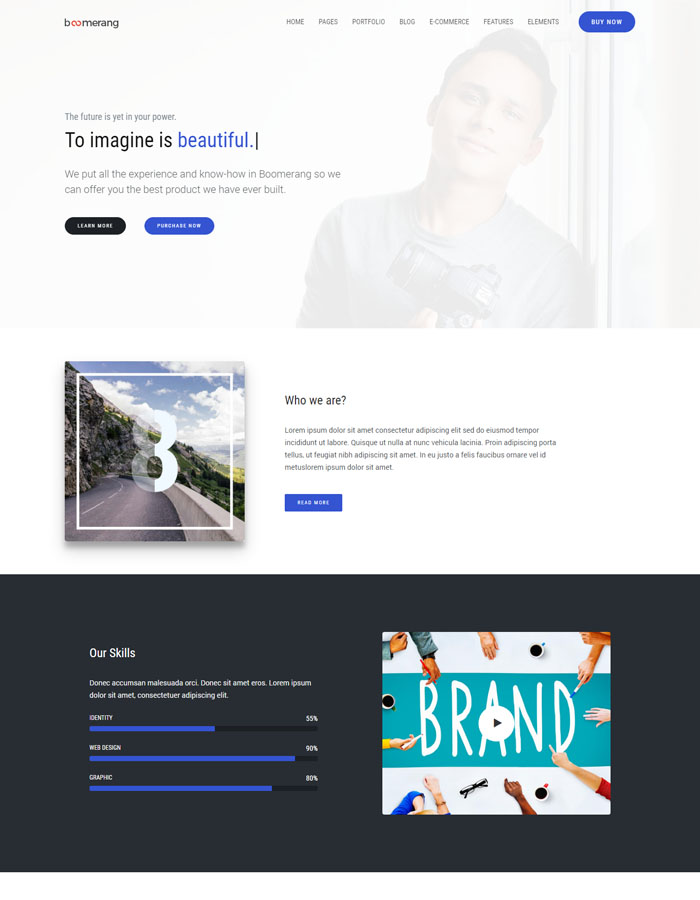 boomerang
HOME PAGES PORTFOLIO BLOG E-COMMERCE FEATURES ELEMENTS BUY NOW
The future is yet in your power.
To imagine is beautiful.|
We put all the experience and know-how in Boomerang so we
can offer you the best product we have ever built.
LEARN MORE PURCHASE NOW
8
Who we are?
Lorem ipsum dolor sit amet consectetur adipiscing elit sed do eiusmod tempor
incididunt ut labore. Quisque ut nulla at nunc vehicula lacinia. Proin adipiscing porta
tellus, ut feugiat nibh adipiscing sit amet. In eu justo a felis faucibus ornare vel id
metuslorem ipsum dolor sit amet.
READ MORE
Our Skills
Donec accumsan malesuada orci. Donec sit amet eros. Lorem ipsum
dolor sit amet, consectetuer adipiscing elit.
IDENTITY 55%
WEB DESIGN 90%
GRAPHIC 80%
BRAND